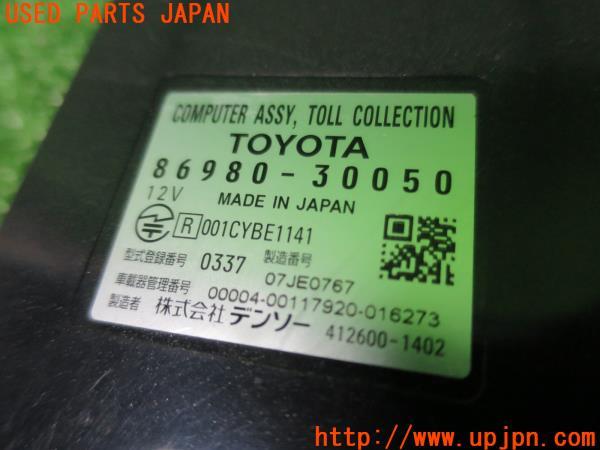 USED PARTS JAPAN
COMPUTER ASSY, TOLL COLLECTION
TOYOTA
86980-30050
12V MADE IN JAPAN
R 001CYBE1141
型式登録番号 0337 製造番号 07JE0767
車載器管理番号 00004-00117920-016273
製造者 株式会社デンソー 412600-1402
http://www.upjpn.com/